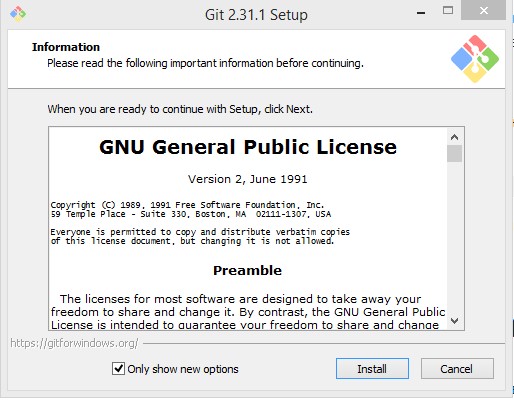 Git 2.31.1 Setup
Information
Please read the following important information before continuing.
When you are ready to continue with Setup, click Next.
GNU General Public License
Version 2, June 1991
Copyright (C) 1989, 1991 Free Software Foundation, Inc.
59 Temple Place - Suite 330, Boston, MA  02111-1307, USA
Everyone is permitted to copy and distribute verbatim copies
of this license document, but changing it is not allowed.
Preamble
The licenses for most software are designed to take away your
freedom to share and change it. By contrast, the GNU General Public
License is intended to guarantee your freedom to share and change
https://gitforwindows.org/
Only show new options
Install
Cancel